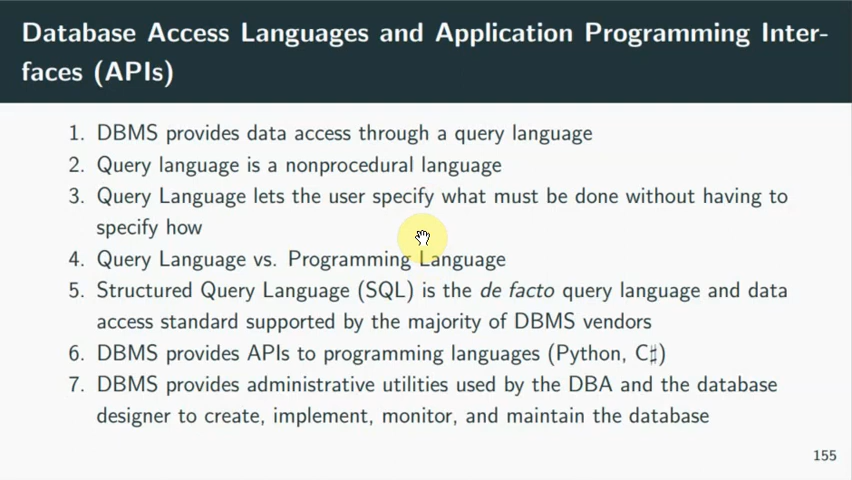 Database Access Languages and Application Programming Inter-
faces (APIs)
1. DBMS provides data access through a query language
2. Query language is a nonprocedural language
3. Query Language lets the user specify what must be done without having to
specify how
4. Query Language vs. Programming Language
5. Structured Query Language (SQL) is the de facto query language and data
access standard supported by the majority of DBMS vendors
6. DBMS provides APIs to programming languages (Python, C♯)
7. DBMS provides administrative utilities used by the DBA and the database
designer to create, implement, monitor, and maintain the database
155